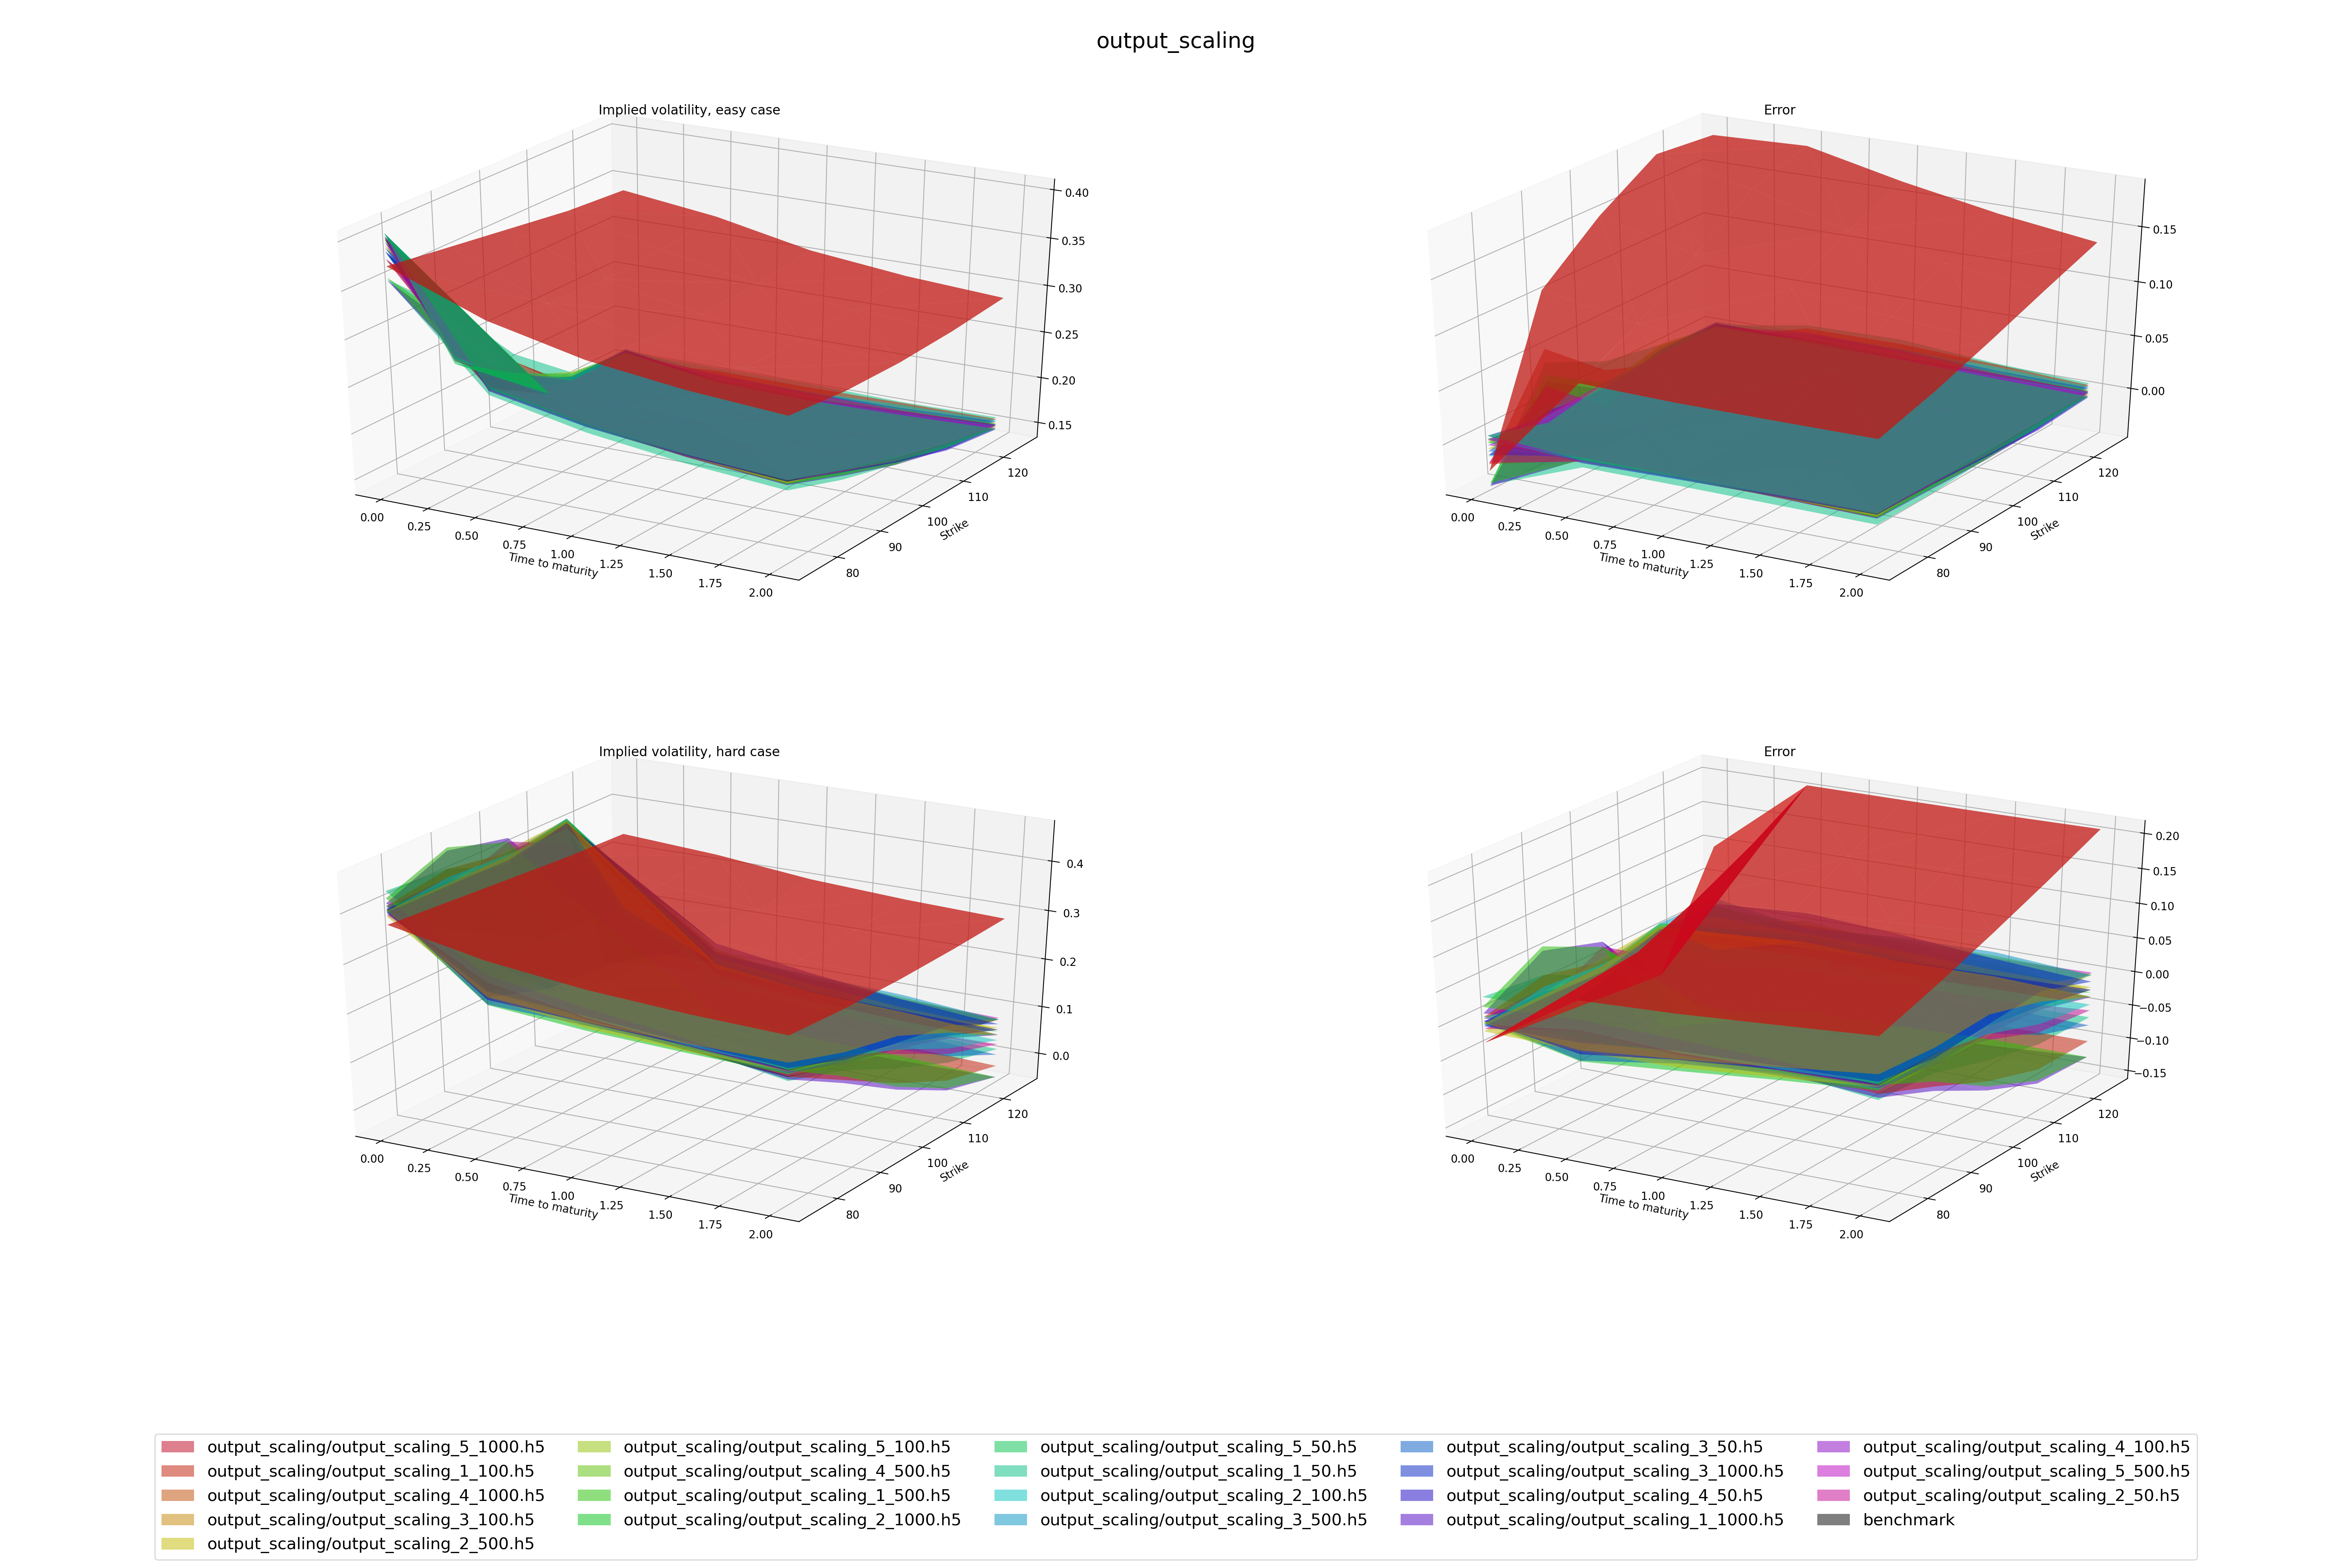 output_scaling
Implied volatility, easy case
0.40
0.35
0.30
0.25
0.20
0.15
120
110
100
90
80
Strike
0.00
0.25
0.50
0.75
1.00
1.25
1.50
1.75
2.00
Time to maturity
Error
0.15
0.10
0.05
0.00
120
110
100
90
80
Strike
0.00
0.25
0.50
0.75
1.00
1.25
1.50
1.75
2.00
Time to maturity
Implied volatility, hard case
0.4
0.3
0.2
0.1
0.0
120
110
100
90
80
Strike
0.00
0.25
0.50
0.75
1.00
1.25
1.50
1.75
2.00
Time to maturity
Error
0.20
0.15
0.10
0.05
0.00
−0.05
−0.10
−0.15
120
110
100
90
80
Strike
0.00
0.25
0.50
0.75
1.00
1.25
1.50
1.75
2.00
Time to maturity
output_scaling/output_scaling_5_1000.h5
output_scaling/output_scaling_1_100.h5
output_scaling/output_scaling_4_1000.h5
output_scaling/output_scaling_3_100.h5
output_scaling/output_scaling_2_500.h5
output_scaling/output_scaling_5_100.h5
output_scaling/output_scaling_4_500.h5
output_scaling/output_scaling_1_500.h5
output_scaling/output_scaling_2_1000.h5
output_scaling/output_scaling_5_50.h5
output_scaling/output_scaling_1_50.h5
output_scaling/output_scaling_2_100.h5
output_scaling/output_scaling_3_500.h5
output_scaling/output_scaling_3_50.h5
output_scaling/output_scaling_3_1000.h5
output_scaling/output_scaling_4_50.h5
output_scaling/output_scaling_1_1000.h5
output_scaling/output_scaling_4_100.h5
output_scaling/output_scaling_5_500.h5
output_scaling/output_scaling_2_50.h5
benchmark